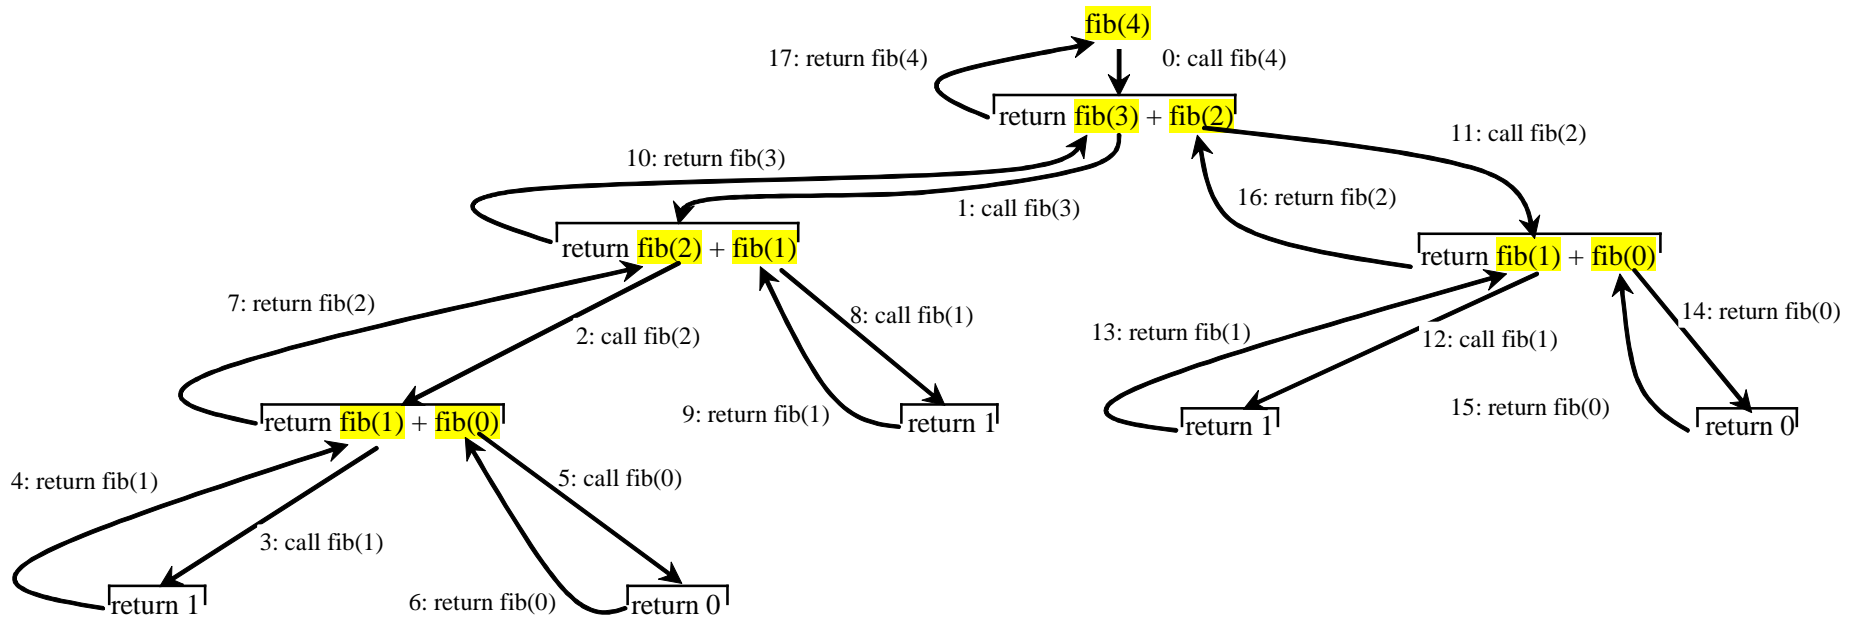 fib(4)
17: return fib(4)
0: call fib(4)
return fib(3) + fib(2)
11: call fib(2)
10: return fib(3)
16: return fib(2)
1: call fib(3)
return fib(2) + fib(1)
return fib(1) + fib(0)
7: return fib(2)
8: call fib(1)
14: return fib(0)
2: call fib(2)
13: return fib(1)
12: call fib(1)
9: return fib(1)
15: return fib(0)
return fib(1) + fib(0)
return 1
return 1
return 0
4: return fib(1)
5: call fib(0)
3: call fib(1)
6: return fib(0)
return 1
return 0